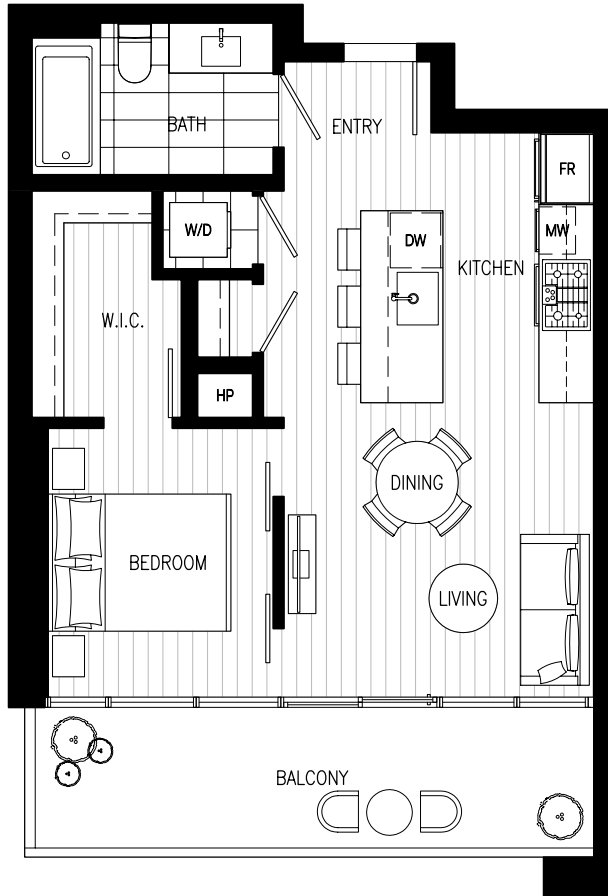 BATH
ENTRY
FR
W/D
DW
MW
KITCHEN
W.I.C.
HP
DINING
BEDROOM
LIVING
BALCONY